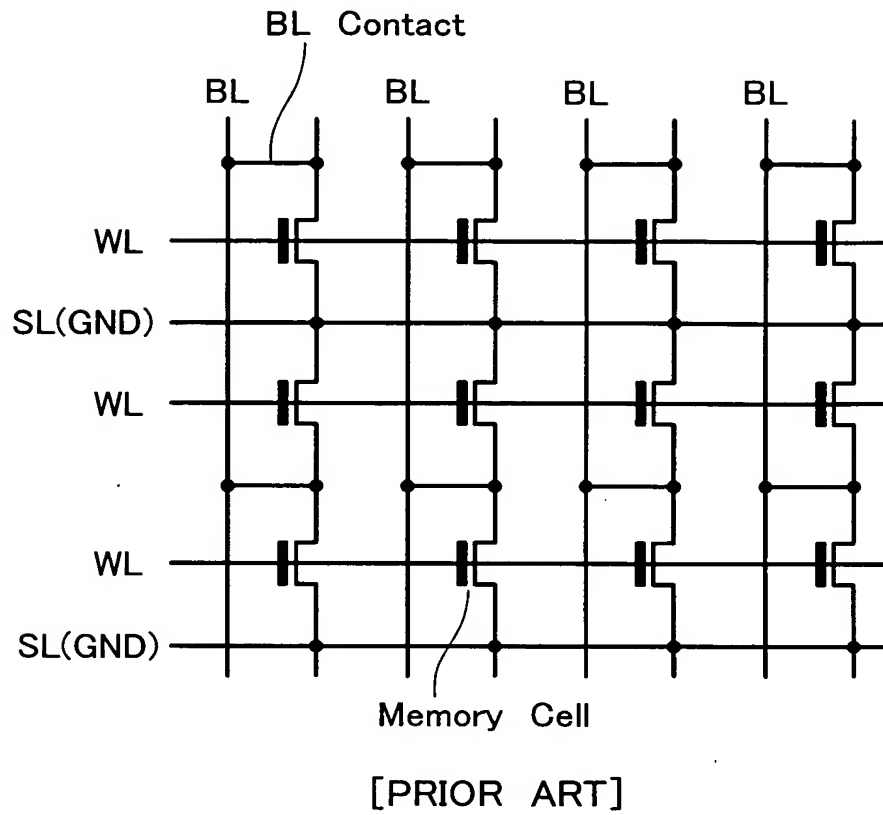 BL Contact
BL BL BL BL
WL
SL(GND)
WL
WL
SL(GND)
Memory Cell
[PRIOR ART]